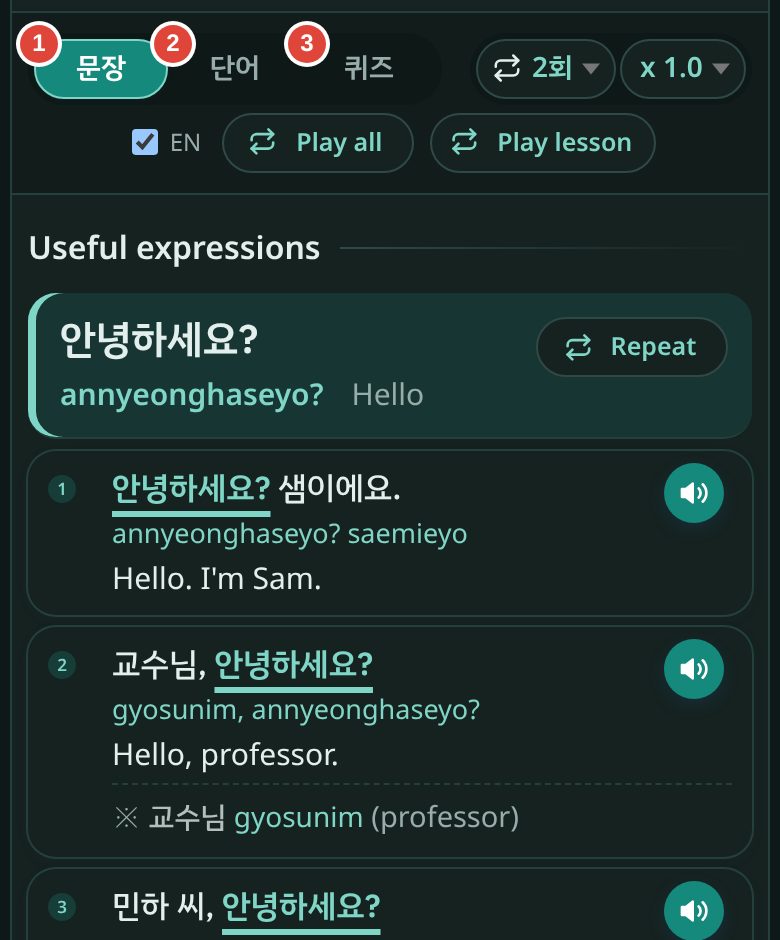 1 문장 2 단어 3 퀴즈 2회 x 1.0
EN Play all Play lesson
Useful expressions
안녕하세요?
Repeat
annyeonghaseyo? Hello
1 안녕하세요? 샘이에요.
annyeonghaseyo? saemieyo
Hello. I'm Sam.
2 교수님, 안녕하세요?
gyosunim, annyeonghaseyo?
Hello, professor.
※ 교수님 gyosunim (professor)
3 민하 씨, 안녕하세요?